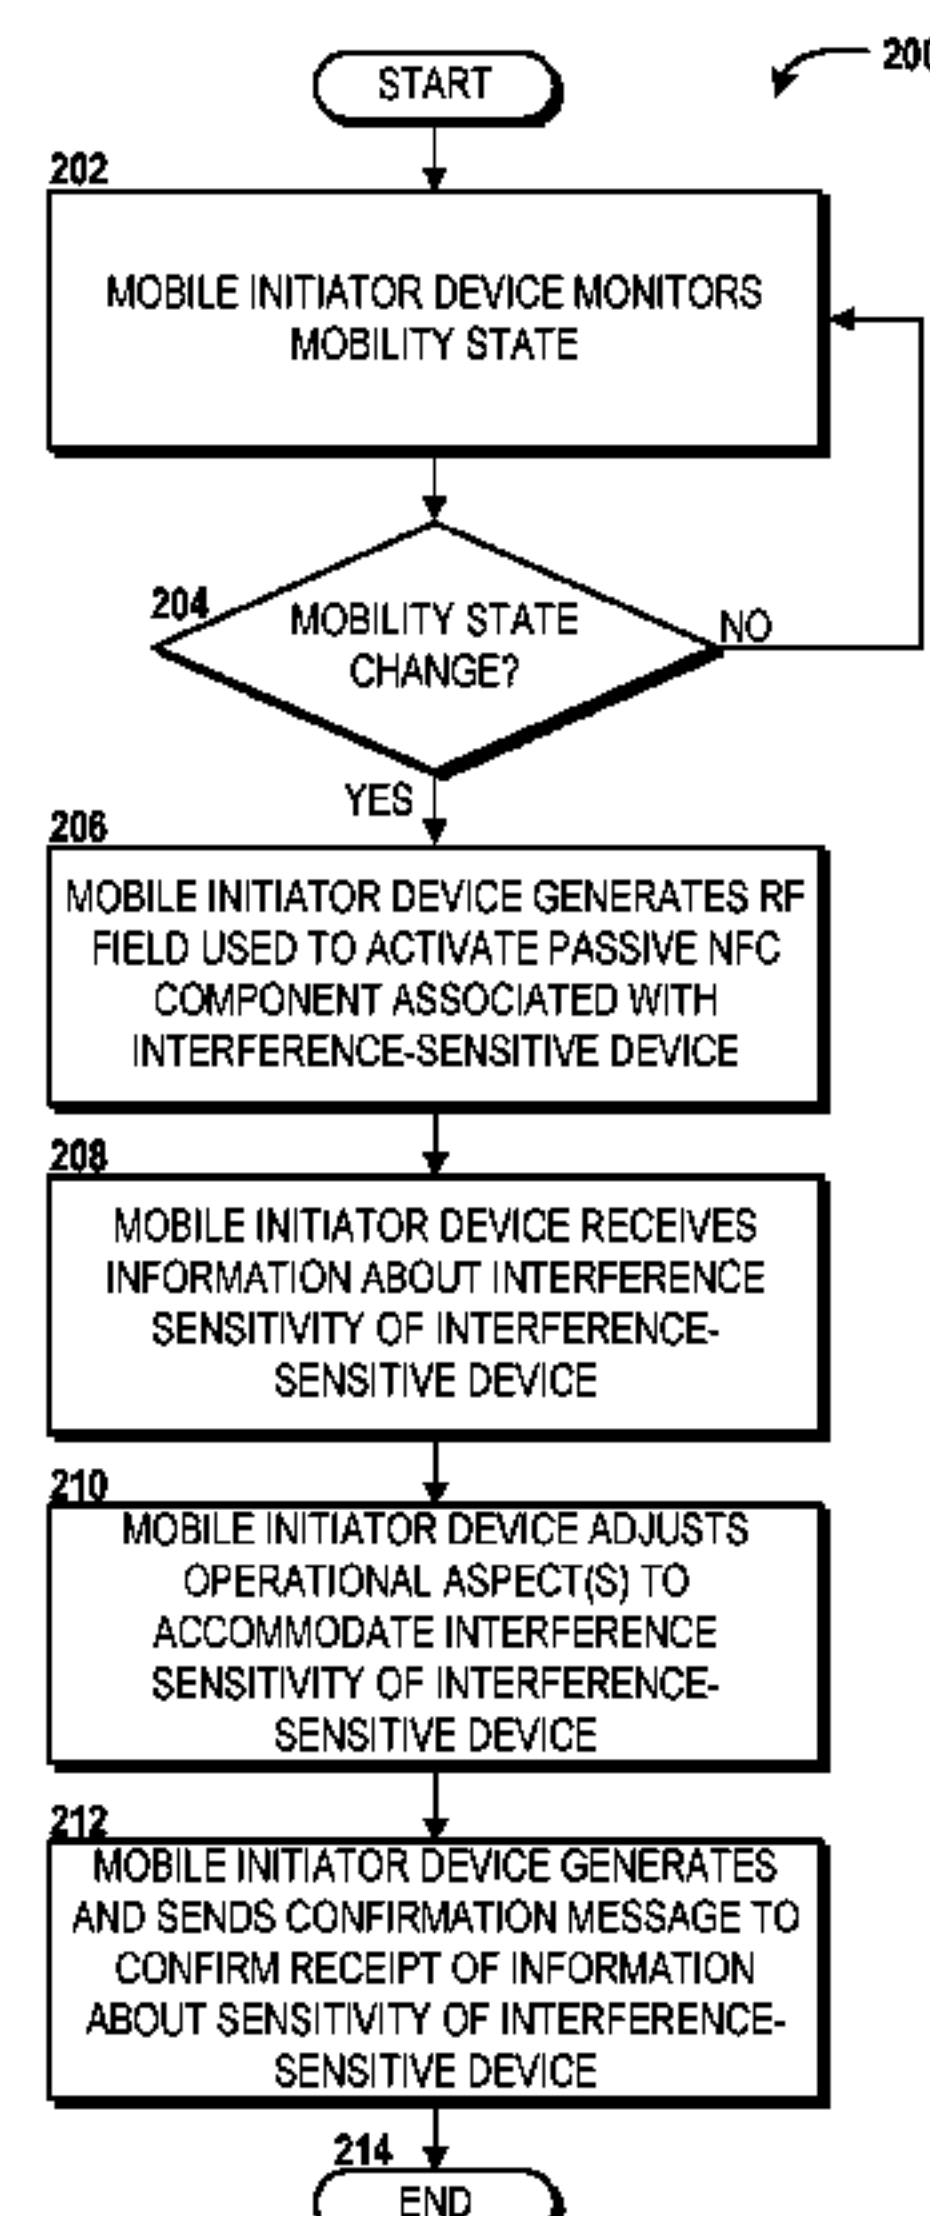 START
200
202
MOBILE INITIATOR DEVICE MONITORS
MOBILITY STATE
204
MOBILITY STATE
CHANGE?
NO
YES
206
MOBILE INITIATOR DEVICE GENERATES RF
FIELD USED TO ACTIVATE PASSIVE NFC
COMPONENT ASSOCIATED WITH
INTERFERENCE-SENSITIVE DEVICE
208
MOBILE INITIATOR DEVICE RECEIVES
INFORMATION ABOUT INTERFERENCE
SENSITIVITY OF INTERFERENCE-
SENSITIVE DEVICE
210
MOBILE INITIATOR DEVICE ADJUSTS
OPERATIONAL ASPECT(S) TO
ACCOMMODATE INTERFERENCE
SENSITIVITY OF INTERFERENCE-
SENSITIVE DEVICE
212
MOBILE INITIATOR DEVICE GENERATES
AND SENDS CONFIRMATION MESSAGE TO
CONFIRM RECEIPT OF INFORMATION
ABOUT SENSITIVITY OF INTERFERENCE-
SENSITIVE DEVICE
214
END